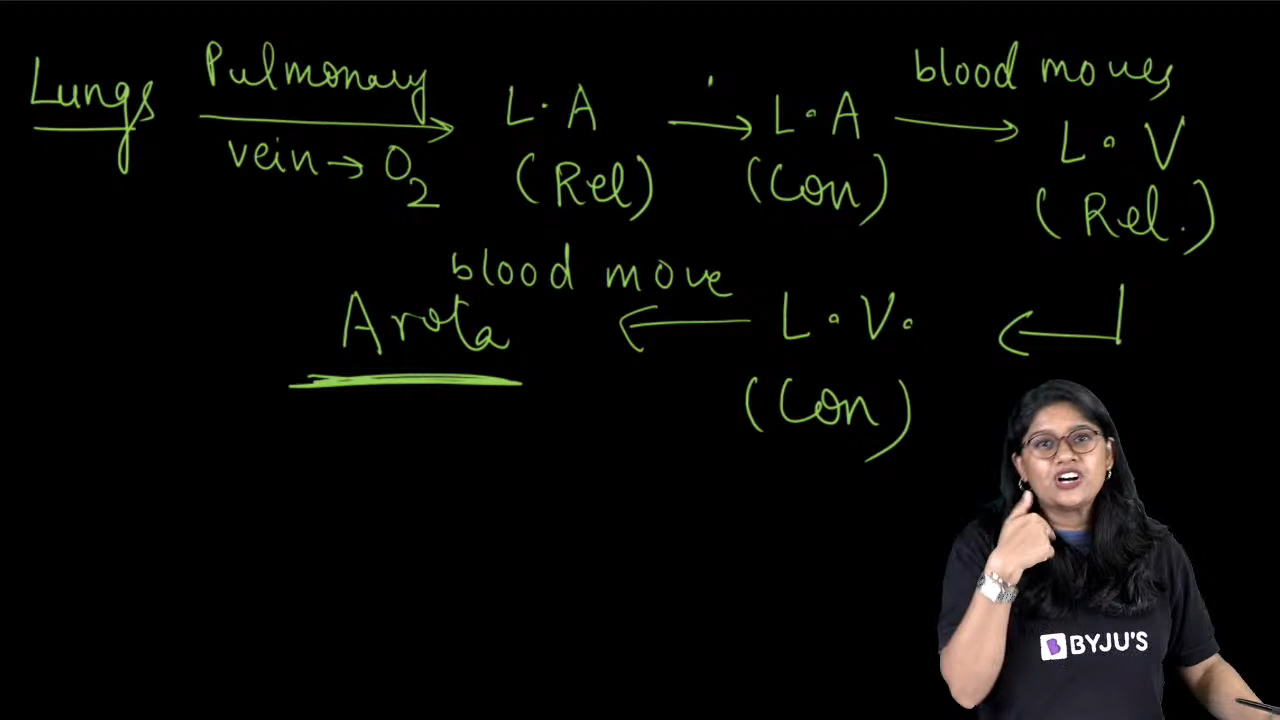 Lungs Pulmonary vein → O2 → L.A (Rel) → L.A (Con) → blood moves L.V (Rel.)
Arota ← blood move L.V. (Con) ←
BYJU'S